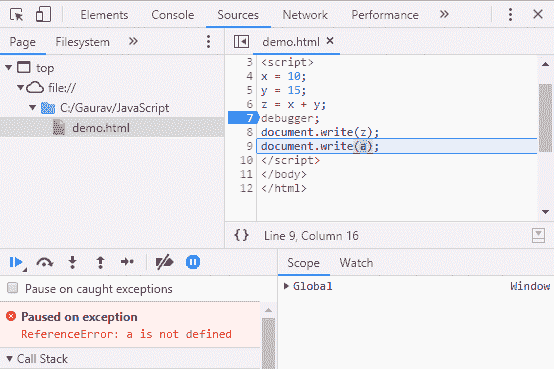 Elements Console Sources Network Performance »
Page Filesystem »
demo.html ×
top
file://
C:/Gaurav/JavaScript
demo.html
3 <script>
4 x = 10;
5 y = 15;
6 z = x + y;
7 debugger;
8 document.write(z);
9 document.write(a);
10 </script>
11 </body>
12 </html>
{} Line 9, Column 16
Pause on caught exceptions
Paused on exception
ReferenceError: a is not defined
Call Stack
Scope Watch
Global Window